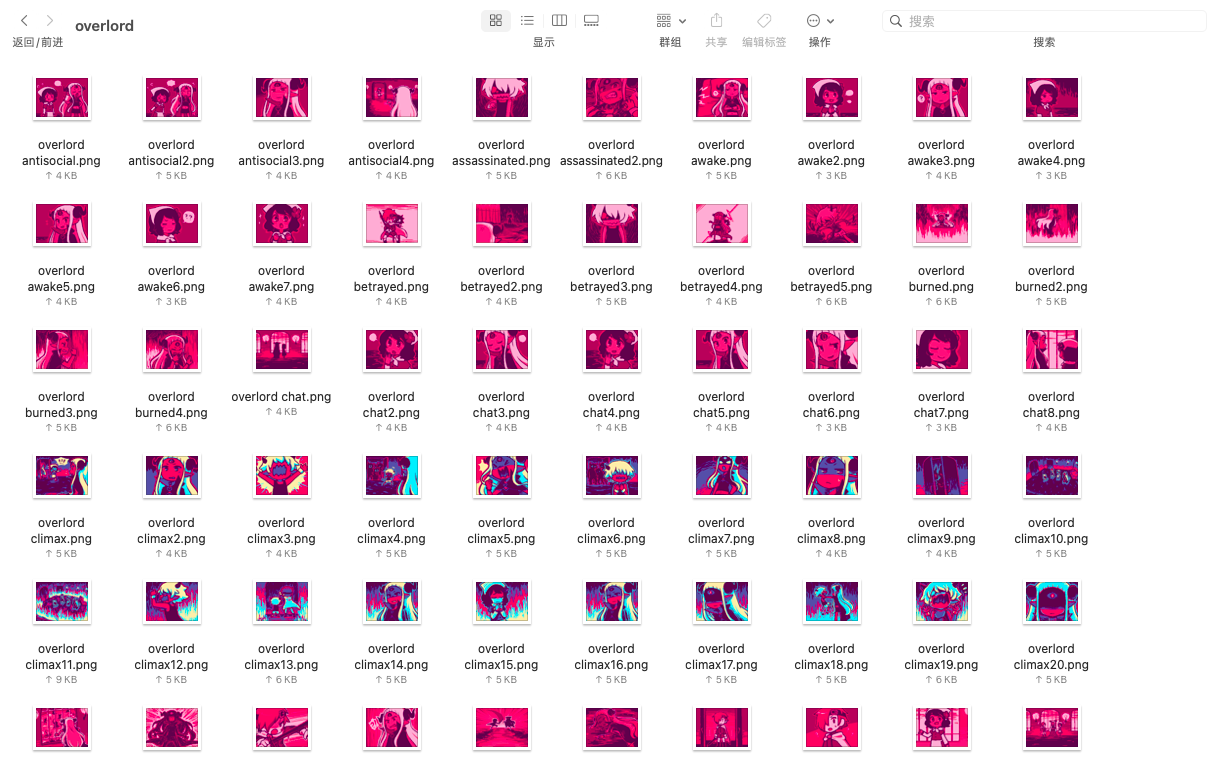 overlord
返回/前进
显示
群组
共享
编辑标签
操作
搜索
搜索
overlord antisocial.png
↑ 4 KB
overlord antisocial2.png
↑ 5 KB
overlord antisocial3.png
↑ 4 KB
overlord antisocial4.png
↑ 4 KB
overlord assassinated.png
↑ 5 KB
overlord assassinated2.png
↑ 6 KB
overlord awake.png
↑ 5 KB
overlord awake2.png
↑ 3 KB
overlord awake3.png
↑ 4 KB
overlord awake4.png
↑ 3 KB
overlord awake5.png
↑ 4 KB
overlord awake6.png
↑ 3 KB
overlord awake7.png
↑ 4 KB
overlord betrayed.png
↑ 4 KB
overlord betrayed2.png
↑ 4 KB
overlord betrayed3.png
↑ 5 KB
overlord betrayed4.png
↑ 4 KB
overlord betrayed5.png
↑ 6 KB
overlord burned.png
↑ 6 KB
overlord burned2.png
↑ 5 KB
overlord burned3.png
↑ 5 KB
overlord burned4.png
↑ 6 KB
overlord chat.png
↑ 4 KB
overlord chat2.png
↑ 4 KB
overlord chat3.png
↑ 4 KB
overlord chat4.png
↑ 4 KB
overlord chat5.png
↑ 4 KB
overlord chat6.png
↑ 3 KB
overlord chat7.png
↑ 3 KB
overlord chat8.png
↑ 4 KB
overlord climax.png
↑ 5 KB
overlord climax2.png
↑ 4 KB
overlord climax3.png
↑ 4 KB
overlord climax4.png
↑ 5 KB
overlord climax5.png
↑ 5 KB
overlord climax6.png
↑ 5 KB
overlord climax7.png
↑ 5 KB
overlord climax8.png
↑ 4 KB
overlord climax9.png
↑ 4 KB
overlord climax10.png
↑ 5 KB
overlord climax11.png
↑ 9 KB
overlord climax12.png
↑ 5 KB
overlord climax13.png
↑ 6 KB
overlord climax14.png
↑ 5 KB
overlord climax15.png
↑ 5 KB
overlord climax16.png
↑ 5 KB
overlord climax17.png
↑ 5 KB
overlord climax18.png
↑ 5 KB
overlord climax19.png
↑ 6 KB
overlord climax20.png
↑ 5 KB